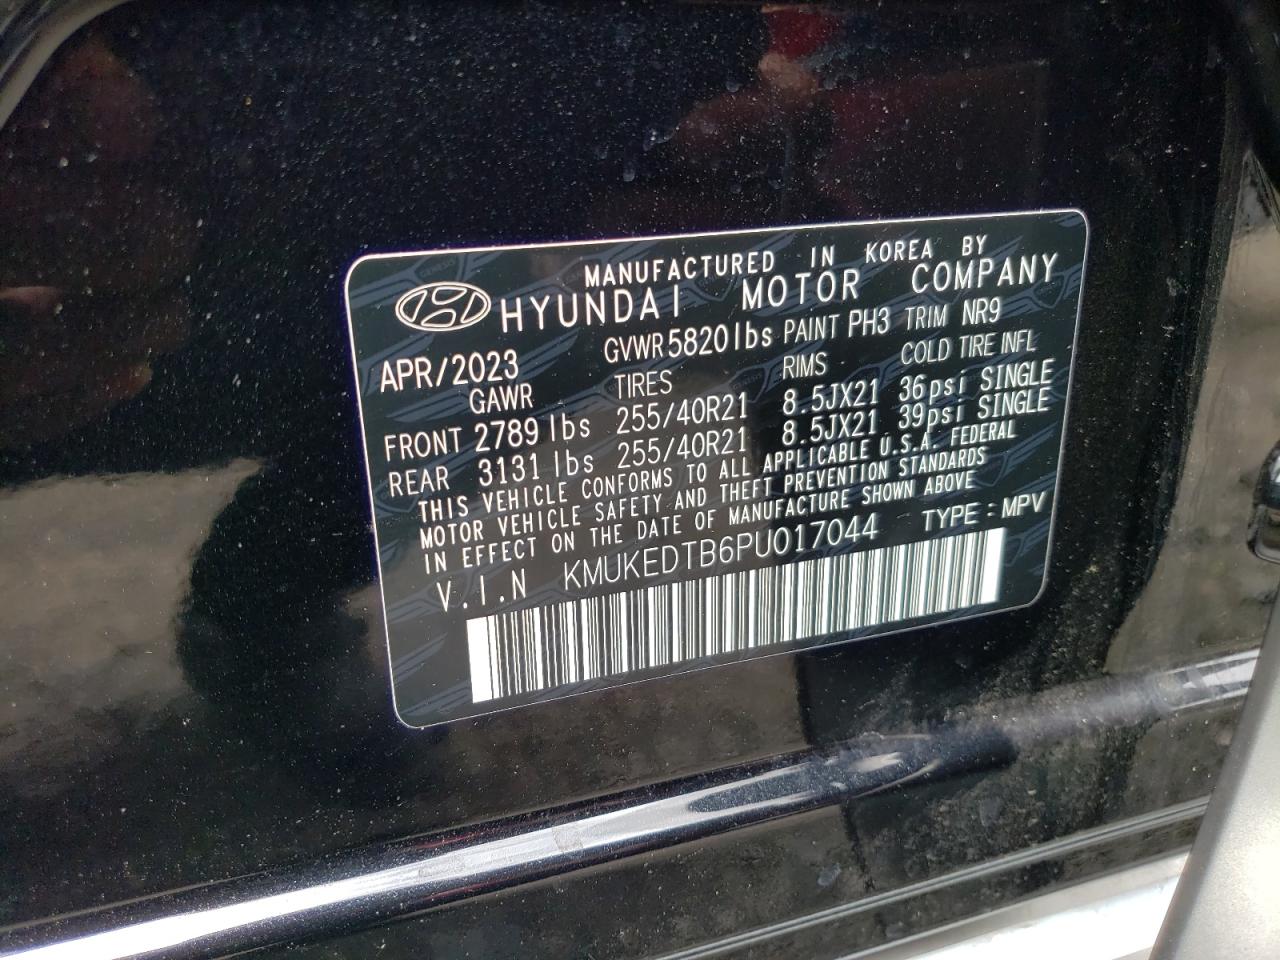 MANUFACTURED IN KOREA BY
HYUNDAI MOTOR COMPANY
APR/2023 GVWR 5820 lbs PAINT PH3 TRIM NR9
GAWR TIRES RIMS COLD TIRE INFL
FRONT 2789 lbs 255/40R21 8.5JX21 36psi SINGLE
REAR 3131 lbs 255/40R21 8.5JX21 39psi SINGLE
THIS VEHICLE CONFORMS TO ALL APPLICABLE U.S.A. FEDERAL
MOTOR VEHICLE SAFETY AND THEFT PREVENTION STANDARDS
IN EFFECT ON THE DATE OF MANUFACTURE SHOWN ABOVE
V.I.N KMUKEDTB6PU017044 TYPE : MPV